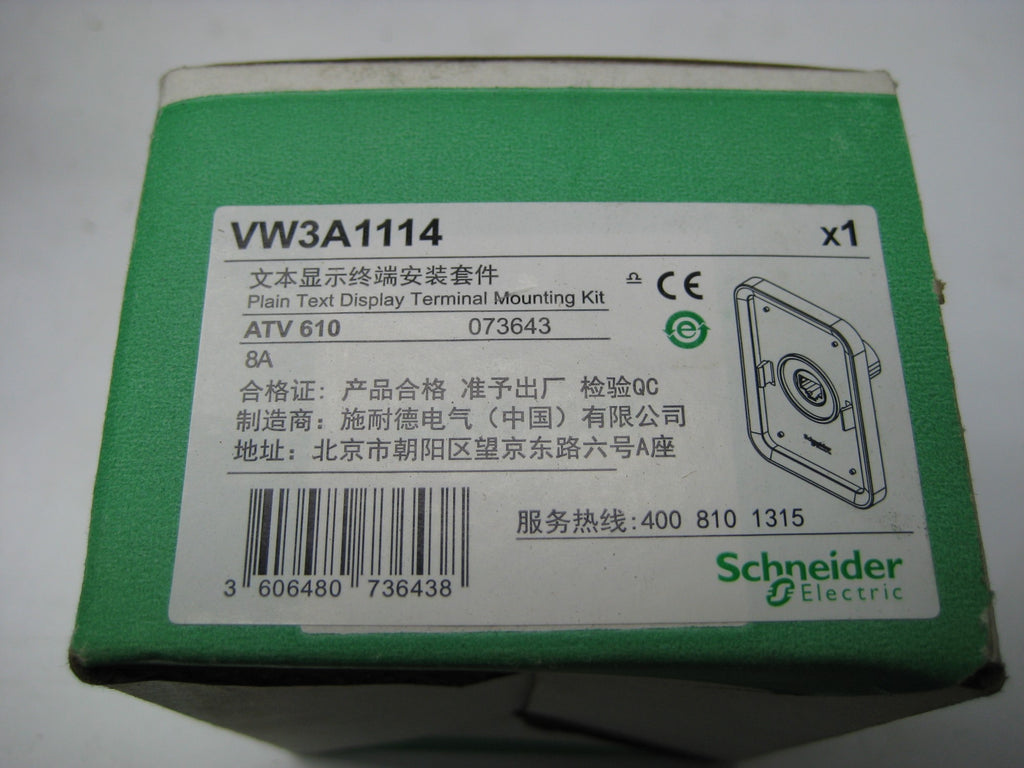 VW3A1114 x1
文本显示终端安装套件
Plain Text Display Terminal Mounting Kit
CE
ATV 610 073643
8A
合格证: 产品合格 准予出厂 检验QC
制造商: 施耐德电气（中国）有限公司
地址: 北京市朝阳区望京东路六号A座
服务热线:400 810 1315
3 606480 736438
Schneider
Electric